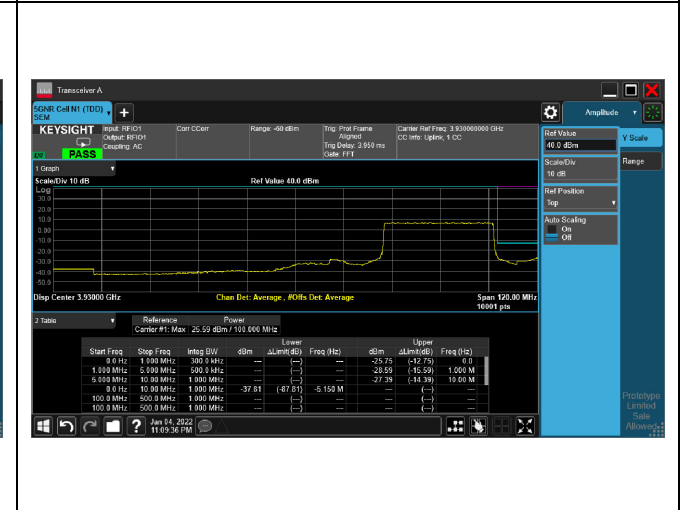 Transceiver A
5GNR Cell N1 (TDD)
SEM
+
Amplitude
KEYSIGHT
PASS
Input: RFIO1
Output: RFIO1
Coupling: AC
Corr CCorr
Range: -60 dBm
Trig: Prot Frame
Aligned
Trig Delay: 3.950 ms
Gate: FFT
Carrier Ref Freq: 3.930000000 GHz
CC Info: Uplink, 1 CC
Ref Value
40.0 dBm
Y Scale
Scale/Div
10 dB
Range
Ref Position
Top
Auto Scaling
On
Off
1 Graph
Scale/Div 10 dB
Ref Value 40.0 dBm
Log
30.0
20.0
10.0
0.00
-10.0
-20.0
-30.0
-40.0
-50.0
Disp Center 3.93000 GHz
Chan Det: Average , #Offs Det: Average
Span 120.00 MHz
10001 pts
2 Table
Reference Power
Carrier #1: Max 25.59 dBm / 100.000 MHz
Lower Upper
Start Freq Stop Freq Integ BW dBm ΔLimit(dB) Freq (Hz) dBm ΔLimit(dB) Freq (Hz)
0.0 Hz 1.000 MHz 300.0 kHz --- (---) --- -25.75 (-12.75) 0.0
1.000 MHz 5.000 MHz 500.0 kHz --- (---) --- -28.59 (-15.59) 1.000 M
5.000 MHz 10.00 MHz 1.000 MHz --- (---) --- -27.39 (-14.39) 10.00 M
0.0 Hz 10.00 MHz 1.000 MHz -37.81 (-87.81) -5.150 M --- (---) ---
100.0 MHz 500.0 MHz 1.000 MHz --- (---) --- --- (---) ---
100.0 MHz 500.0 MHz 1.000 MHz --- (---) --- --- (---) ---
Jan 04, 2022
11:09:36 PM
Prototype
Limited
Sale
Allowed